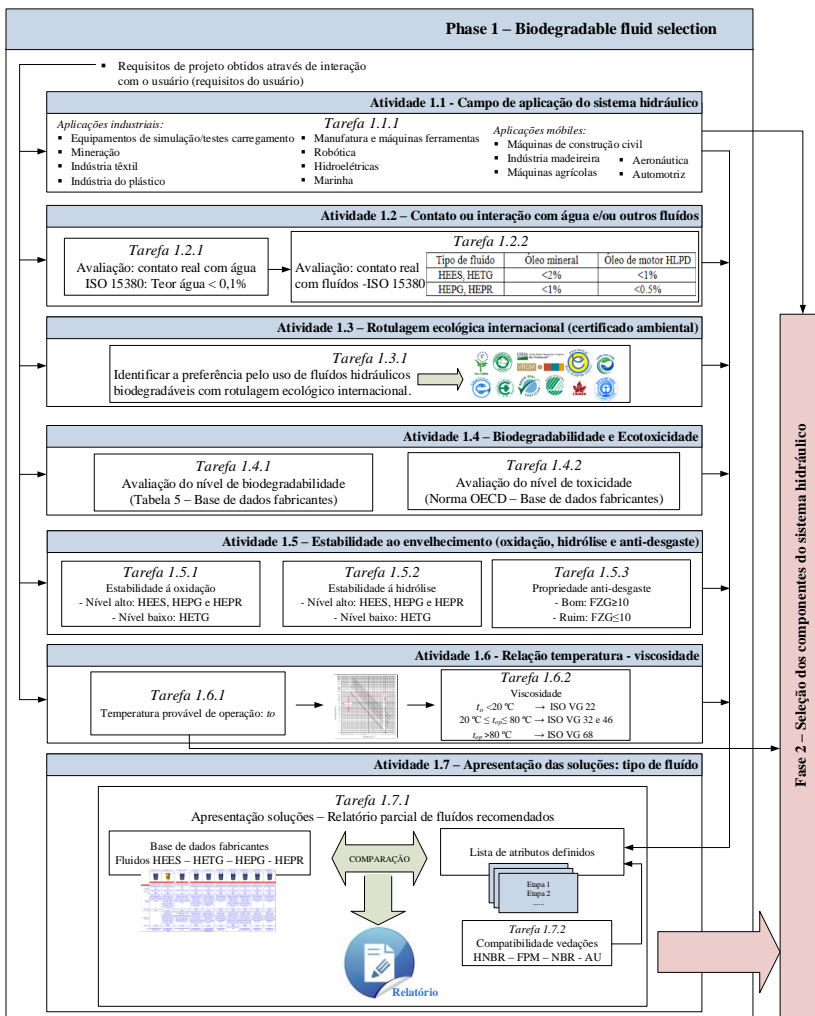 Phase 1 – Biodegradable fluid selection
▪ Requisitos de projeto obtidos através de interação
com o usuário (requisitos do usuário)
Atividade 1.1 - Campo de aplicação do sistema hidráulico
Tarefa 1.1.1
Aplicações industriais:
▪ Equipamentos de simulação/testes carregamento
▪ Mineração
▪ Indústria têxtil
▪ Indústria do plástico
▪ Manufatura e máquinas ferramentas
▪ Robótica
▪ Hidroelétricas
▪ Marinha
Aplicações móbiles:
▪ Máquinas de construção civil
▪ Indústria madeireira
▪ Máquinas agrícolas
▪ Aeronáutica
▪ Automotriz
Atividade 1.2 – Contato ou interação com água e/ou outros fluídos
Tarefa 1.2.1
Avaliação: contato real com água
ISO 15380: Teor água < 0,1%
Tarefa 1.2.2
Avaliação: contato real
com fluídos -ISO 15380
Tipo de fluído Óleo mineral Óleo de motor HLPD
HEES, HETG <2% <1%
HEPG, HEPR <1% <0.5%
Atividade 1.3 – Rotulagem ecológica internacional (certificado ambiental)
Tarefa 1.3.1
Identificar a preferência pelo uso de fluídos hidráulicos
biodegradáveis com rotulagem ecológico internacional.
USDA
Atividade 1.4 – Biodegradabilidade e Ecotoxicidade
Tarefa 1.4.1
Avaliação do nível de biodegradabilidade
(Tabela 5 – Base de dados fabricantes)
Tarefa 1.4.2
Avaliação do nível de toxicidade
(Norma OECD – Base de dados fabricantes)
Atividade 1.5 – Estabilidade ao envelhecimento (oxidação, hidrólise e anti-desgaste)
Tarefa 1.5.1
Estabilidade á oxidação
- Nível alto: HEES, HEPG e HEPR
- Nível baixo: HETG
Tarefa 1.5.2
Estabilidade á hidrólise
- Nível alto: HEES, HEPG e HEPR
- Nível baixo: HETG
Tarefa 1.5.3
Propriedade anti-desgaste
- Bom: FZG≥10
- Ruim: FZG≤10
Atividade 1.6 - Relação temperatura - viscosidade
Tarefa 1.6.1
Temperatura provável de operação: to
Tarefa 1.6.2
Viscosidade
to <20 ºC → ISO VG 22
20 ºC ≤ top≤ 80 ºC → ISO VG 32 e 46
top >80 ºC → ISO VG 68
Atividade 1.7 – Apresentação das soluções: tipo de fluído
Tarefa 1.7.1
Apresentação soluções – Relatório parcial de fluídos recomendados
Base de dados fabricantes
Fluidos HEES – HETG – HEPG - HEPR
COMPARAÇÃO
Lista de atributos definidos
Etapa 1
Etapa 2
......
Tarefa 1.7.2
Compatibilidade vedações
HNBR – FPM – NBR - AU
Relatório
Fase 2 – Seleção dos componentes do sistema hidráulico